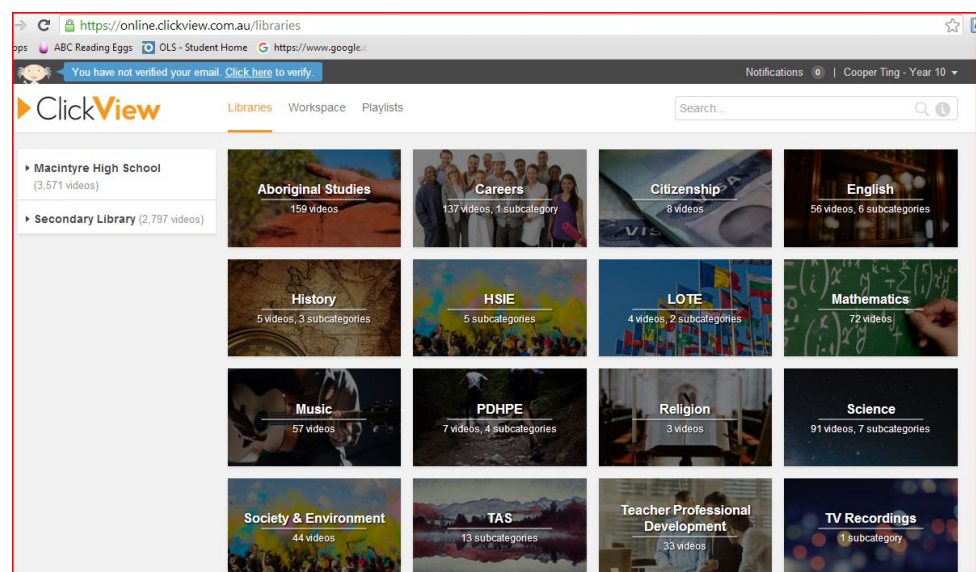 https://online.clickview.com.au/libraries
ABC Reading Eggs OLS - Student Home https://www.google.c
You have not verified your email. Click here to verify.
Notifications 0 | Cooper Ting - Year 10
ClickView
Libraries Workspace Playlists
Search...
Macintyre High School
(3,571 videos)
Secondary Library (2,797 videos)
Aboriginal Studies
159 videos
Careers
137 videos, 1 subcategory
Citizenship
8 videos
English
56 videos, 6 subcategories
History
5 videos, 3 subcategories
HSIE
5 subcategories
LOTE
4 videos, 2 subcategories
Mathematics
72 videos
Music
57 videos
PDHPE
7 videos, 4 subcategories
Religion
3 videos
Science
91 videos, 7 subcategories
Society & Environment
44 videos
TAS
13 subcategories
Teacher Professional
Development
33 videos
TV Recordings
1 subcategory